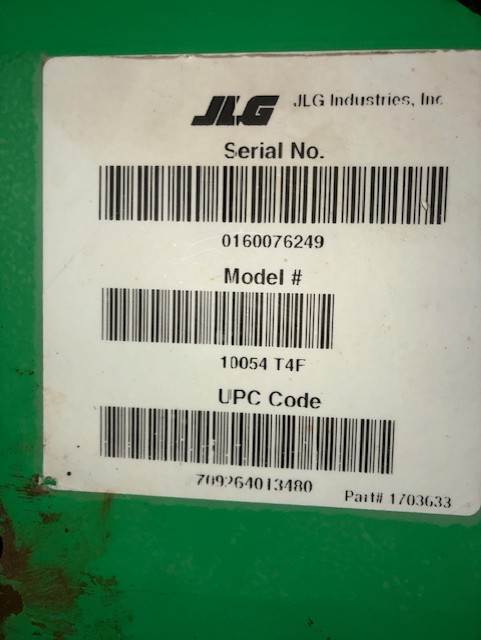 JLG JLG Industries, Inc
Serial No.
0160076249
Model #
10054 T4F
UPC Code
709264013480
Part# 1703633